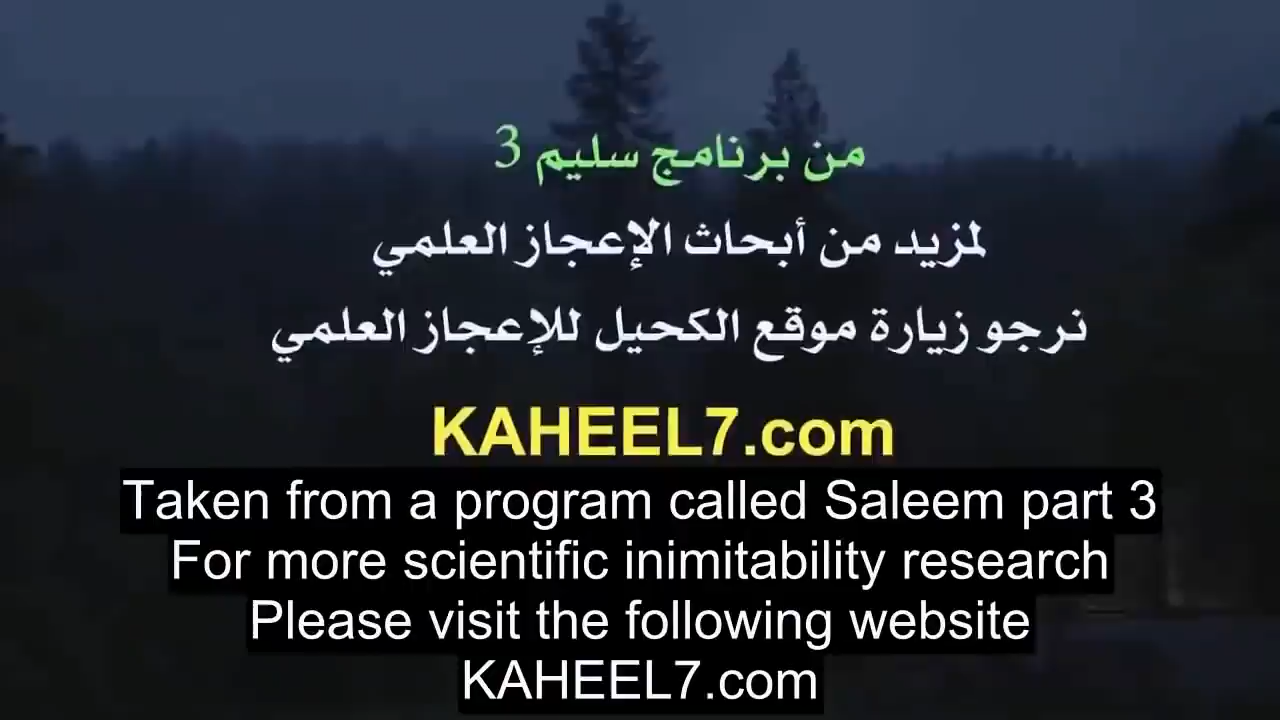 من برنامج سليم 3
لمزيد من أبحاث الإعجاز العلمي
نرجو زيارة موقع الكحيل للإعجاز العلمي
KAHEEL7.com
Taken from a program called Saleem part 3
For more scientific inimitability research
Please visit the following website
KAHEEL7.com